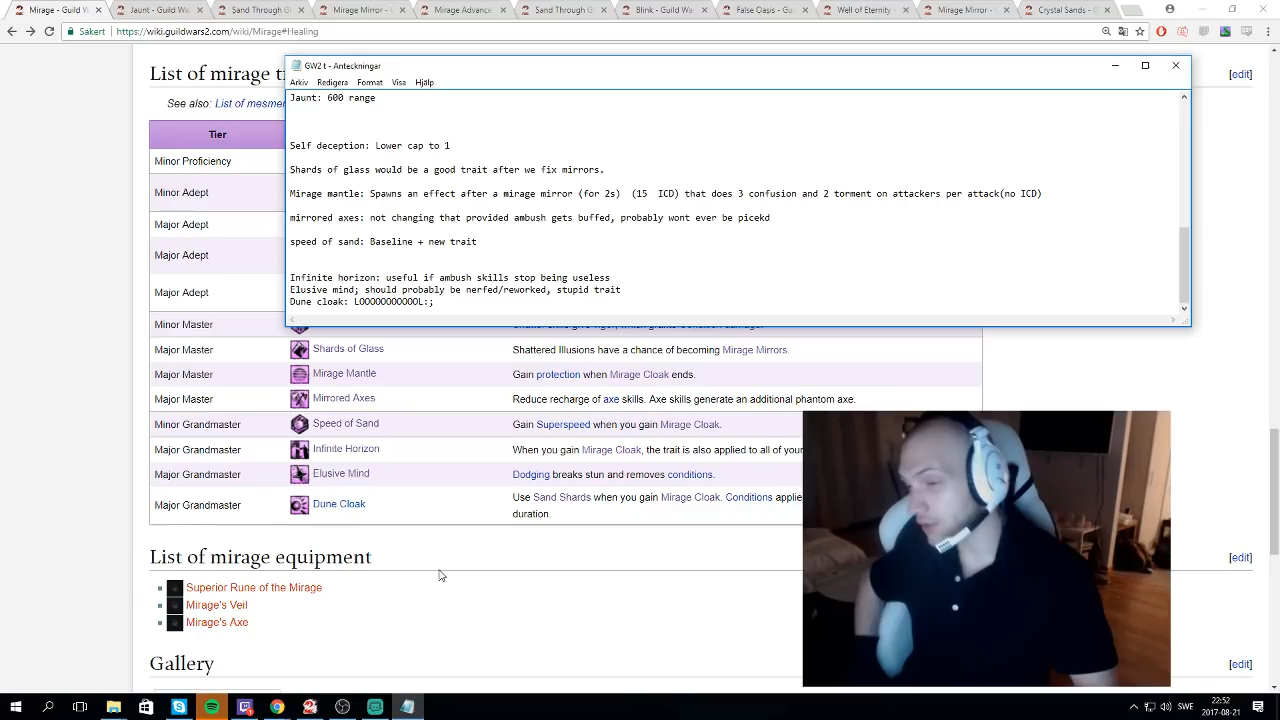 Mirage - Guild W
Jaunt - Guild Wars
Sand Through G
Mirage Mirror - G
Mirage Advance
Sand Through G
Blink - Guild Wa
False Oasis - Gui
Well of Eternity
Mirage Mirror -
Crystal Sands -
Säkert
https://wiki.guildwars2.com/wiki/Mirage#Healing
GW2 t - Anteckningar
Arkiv Redigera Format Visa Hjälp
Jaunt: 600 range
Self deception: Lower cap to 1
Shards of glass would be a good trait after we fix mirrors.
Mirage mantle: Spawns an effect after a mirage mirror (for 2s) (15 ICD) that does 3 confusion and 2 torment on attackers per attack(no ICD)
mirrored axes: not changing that provided ambush gets buffed, probably wont ever be picekd
speed of sand: Baseline + new trait
Infinite horizon: useful if ambush skills stop being useless
Elusive mind; should probably be nerfed/reworked, stupid trait
List of mirage t
[edit]
See also: List of mesme
Tier
Minor Proficiency
Minor Adept
Major Adept
Major Adept
Major Adept
Minor Master
Major Master Shards of Glass Shattered Illusions have a chance of becoming Mirage Mirrors.
Major Master Mirage Mantle Gain protection when Mirage Cloak ends.
Major Master Mirrored Axes Reduce recharge of axe skills. Axe skills generate an additional phantom axe.
Minor Grandmaster Speed of Sand Gain Superspeed when you gain Mirage Cloak.
Major Grandmaster Infinite Horizon When you gain Mirage Cloak, the trait is also applied to all of your
Major Grandmaster Elusive Mind Dodging breaks stun and removes conditions.
Major Grandmaster Dune Cloak Use Sand Shards when you gain Mirage Cloak. Conditions applie
duration.
List of mirage equipment
[edit]
Superior Rune of the Mirage
Mirage's Veil
Mirage's Axe
Gallery
[edit]
SWE
22:52
2017-08-21